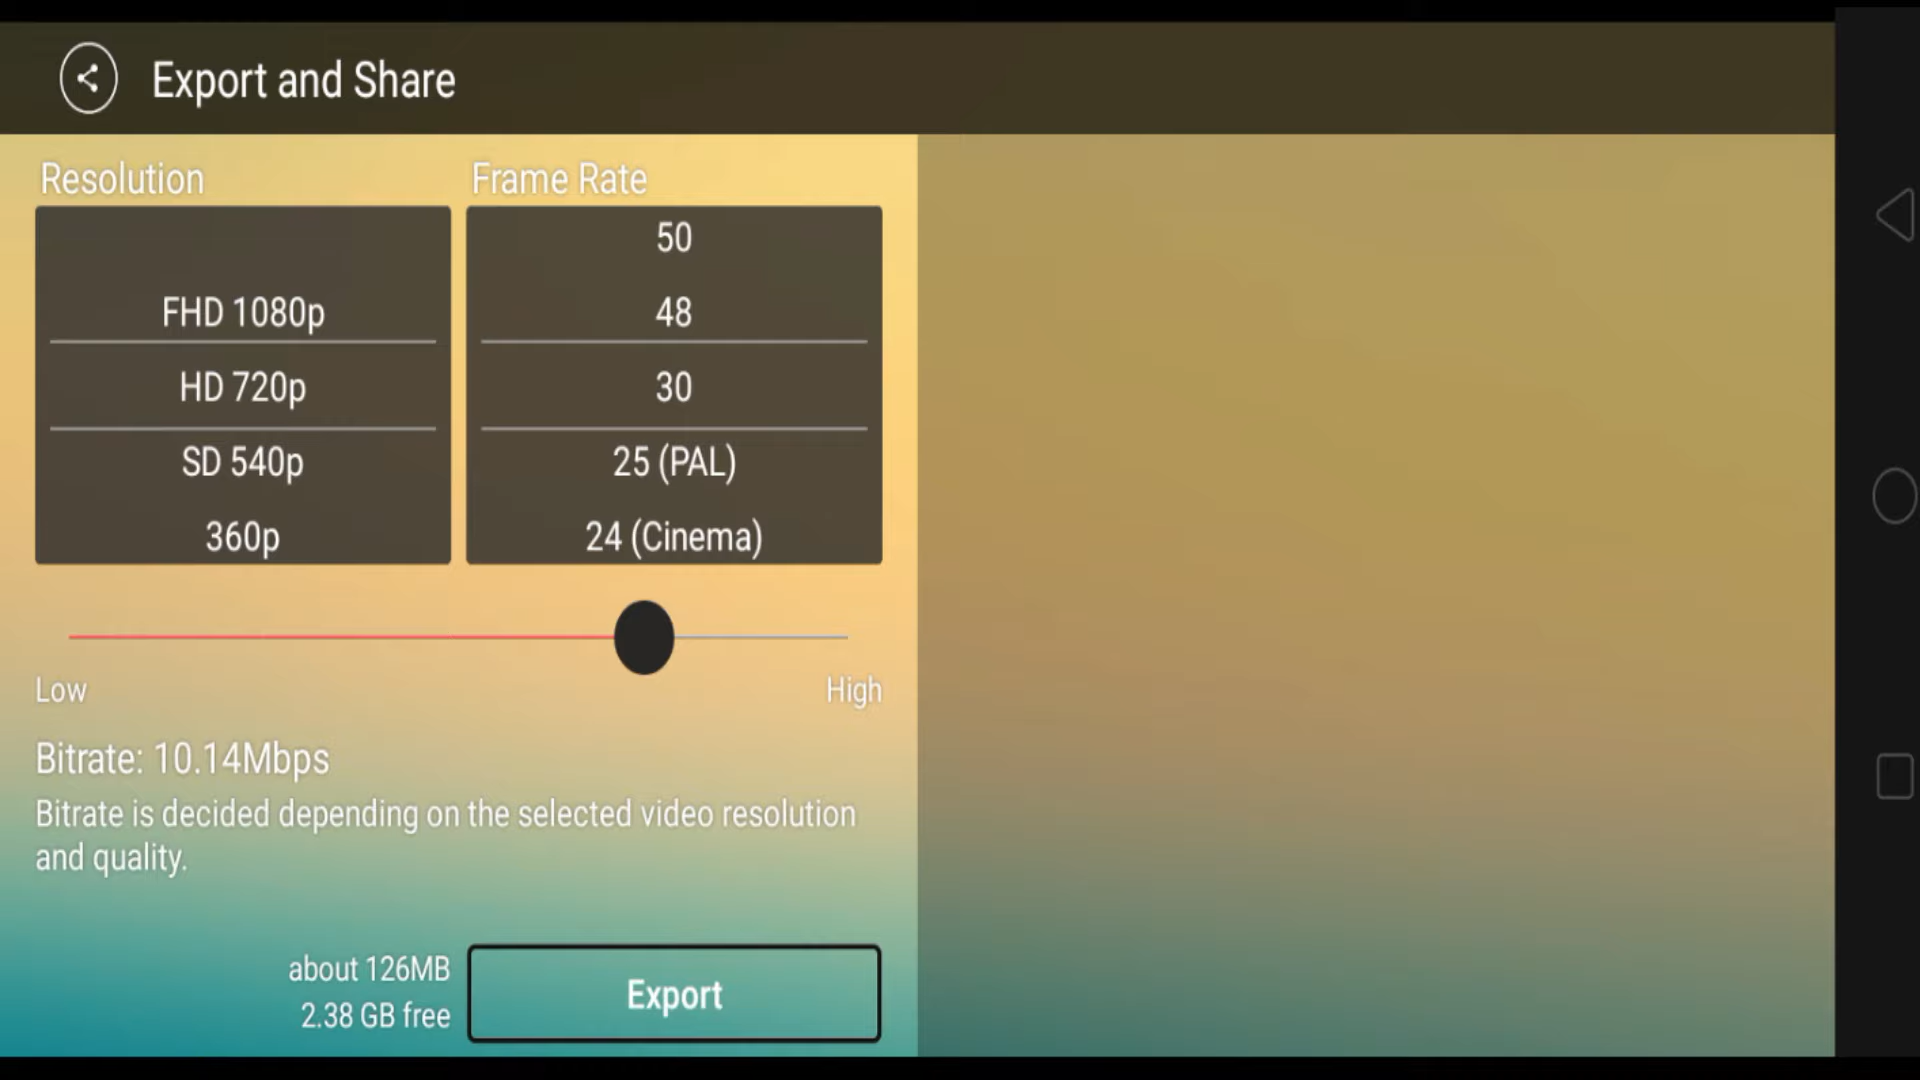 Export and Share
Resolution
Frame Rate
FHD 1080p
HD 720p
SD 540p
360p
50
48
30
25 (PAL)
24 (Cinema)
Low
High
Bitrate: 10.14Mbps
Bitrate is decided depending on the selected video resolution
and quality.
about 126MB
2.38 GB free
Export